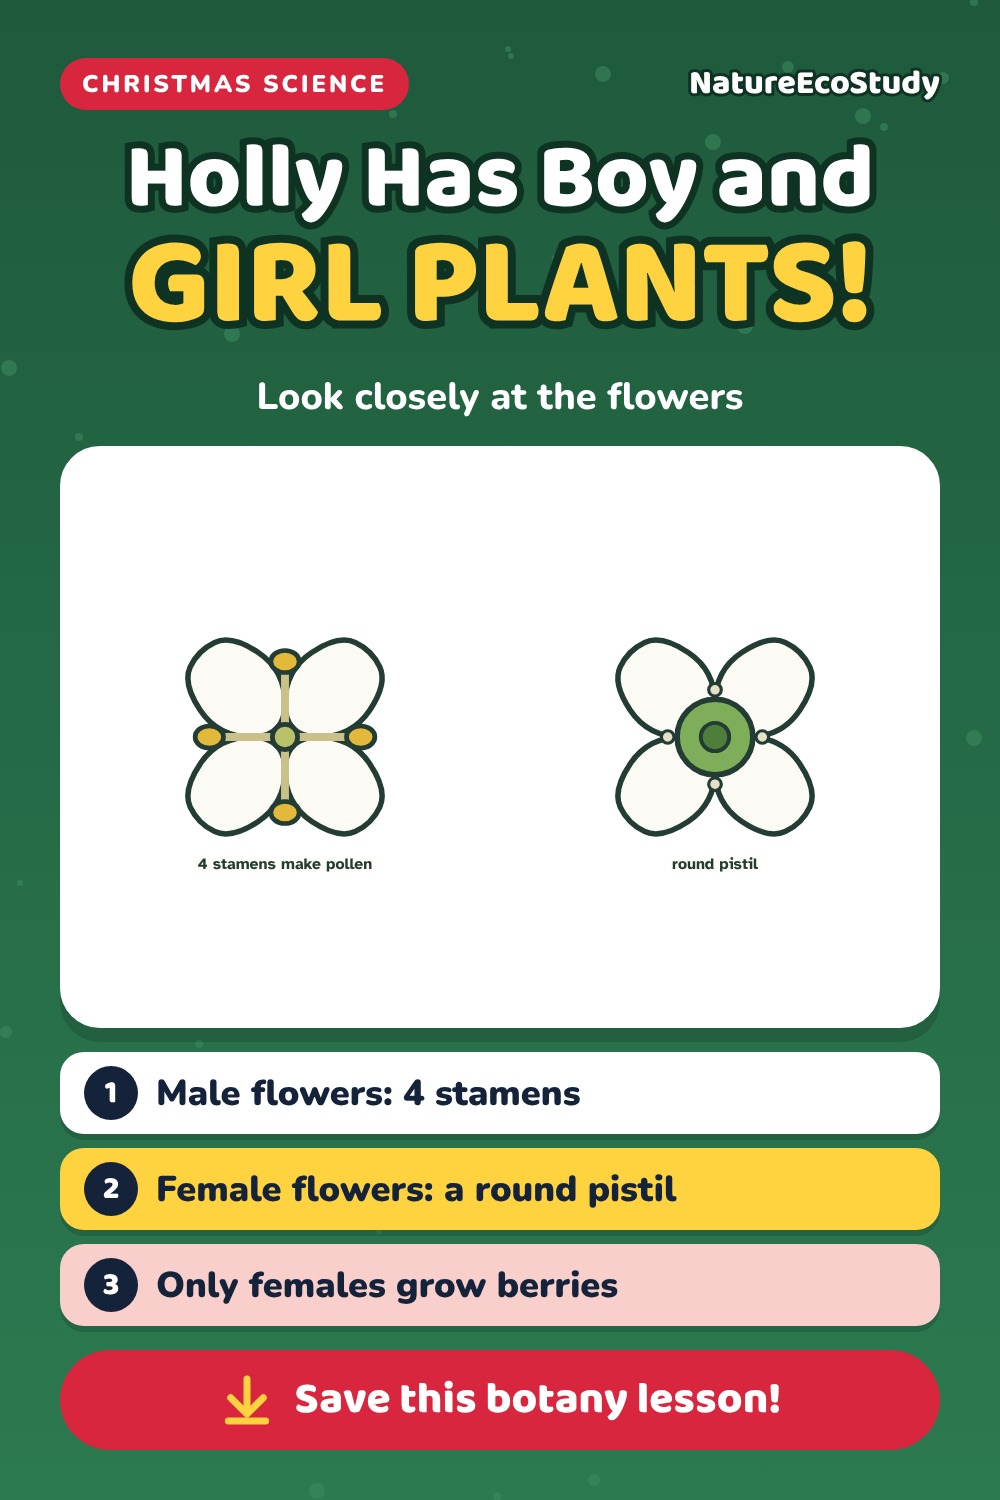 CHRISTMAS SCIENCE
NatureEcoStudy
Holly Has Boy and
GIRL PLANTS!
Look closely at the flowers
4 stamens make pollen
round pistil
1 Male flowers: 4 stamens
2 Female flowers: a round pistil
3 Only females grow berries
Save this botany lesson!